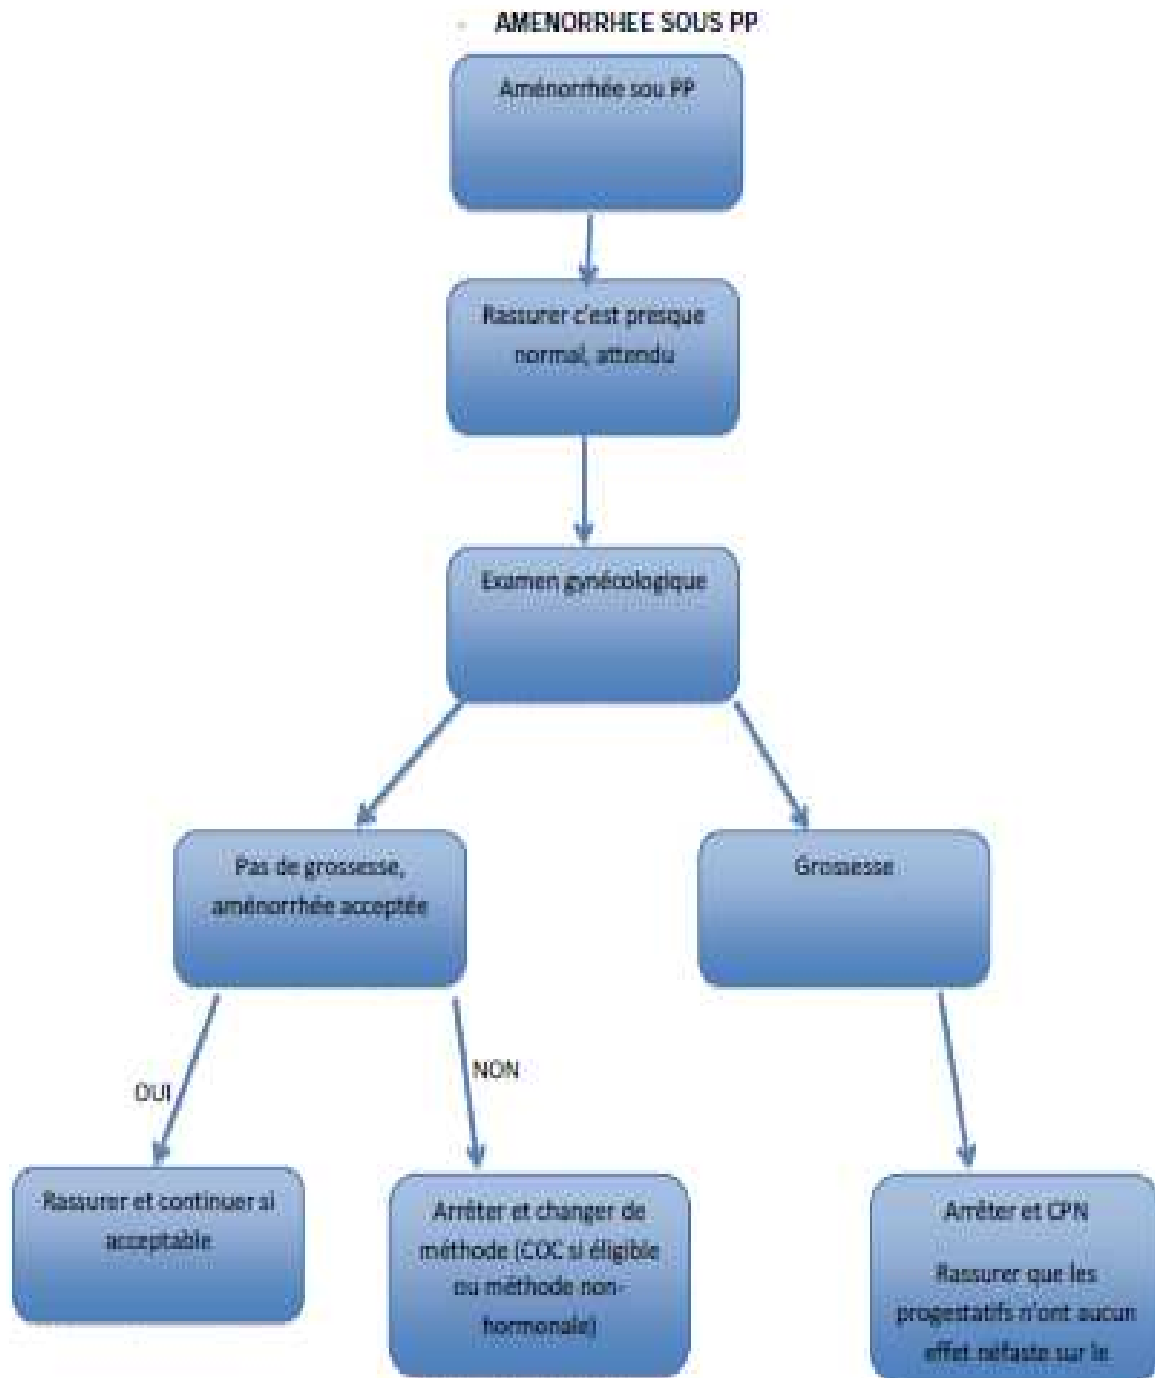 - AMENORRHEE SOUS PP
Aménorrhée sou PP
Rassurer c'est presque
normal, attendu
Examen gynécologique
Pas de grossesse,
aménorrhée acceptée
Grossesse
OUI
NON
Rassurer et continuer si
acceptable
Arrêter et changer de
méthode (COC si éligible
ou méthode non-
hormonale)
Arrêter et CPN
Rassurer que les
progestatifs n'ont aucun
effet néfaste sur le